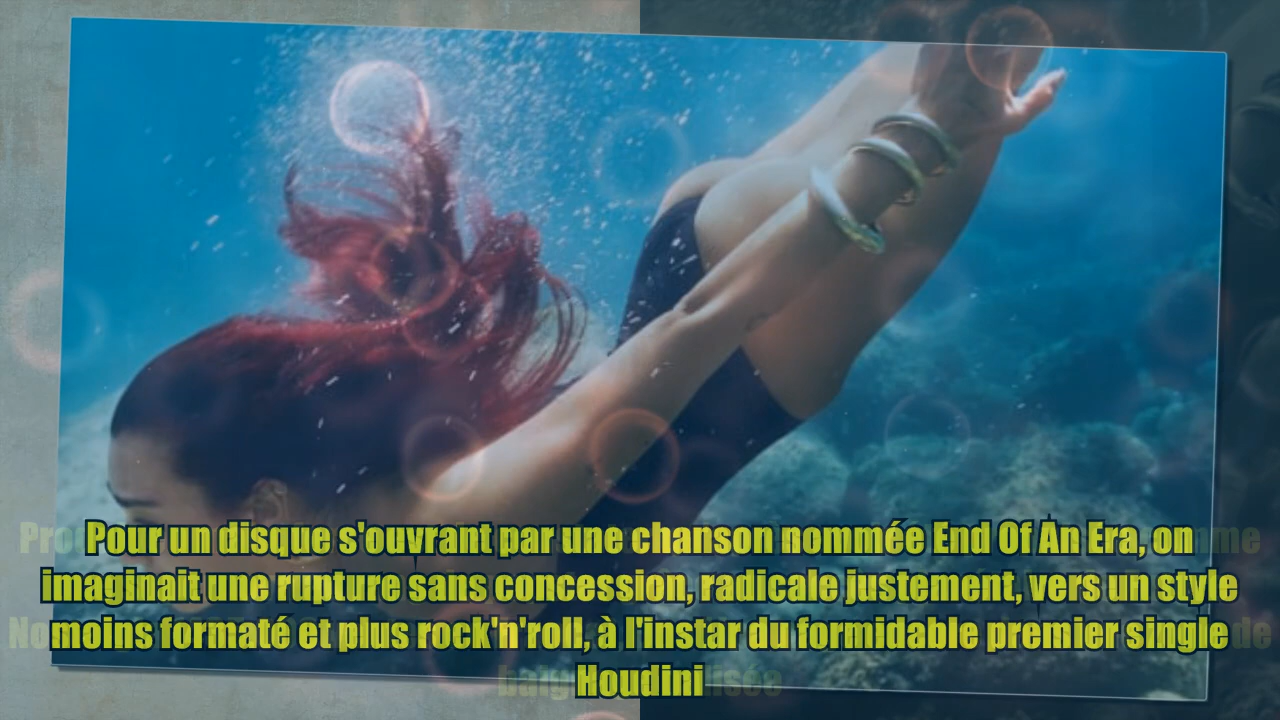 Pour un disque s'ouvrant par une chanson nommée End Of An Era, on
imaginait une rupture sans concession, radicale justement, vers un style
moins formaté et plus rock'n'roll, à l'instar du formidable premier single
Houdini